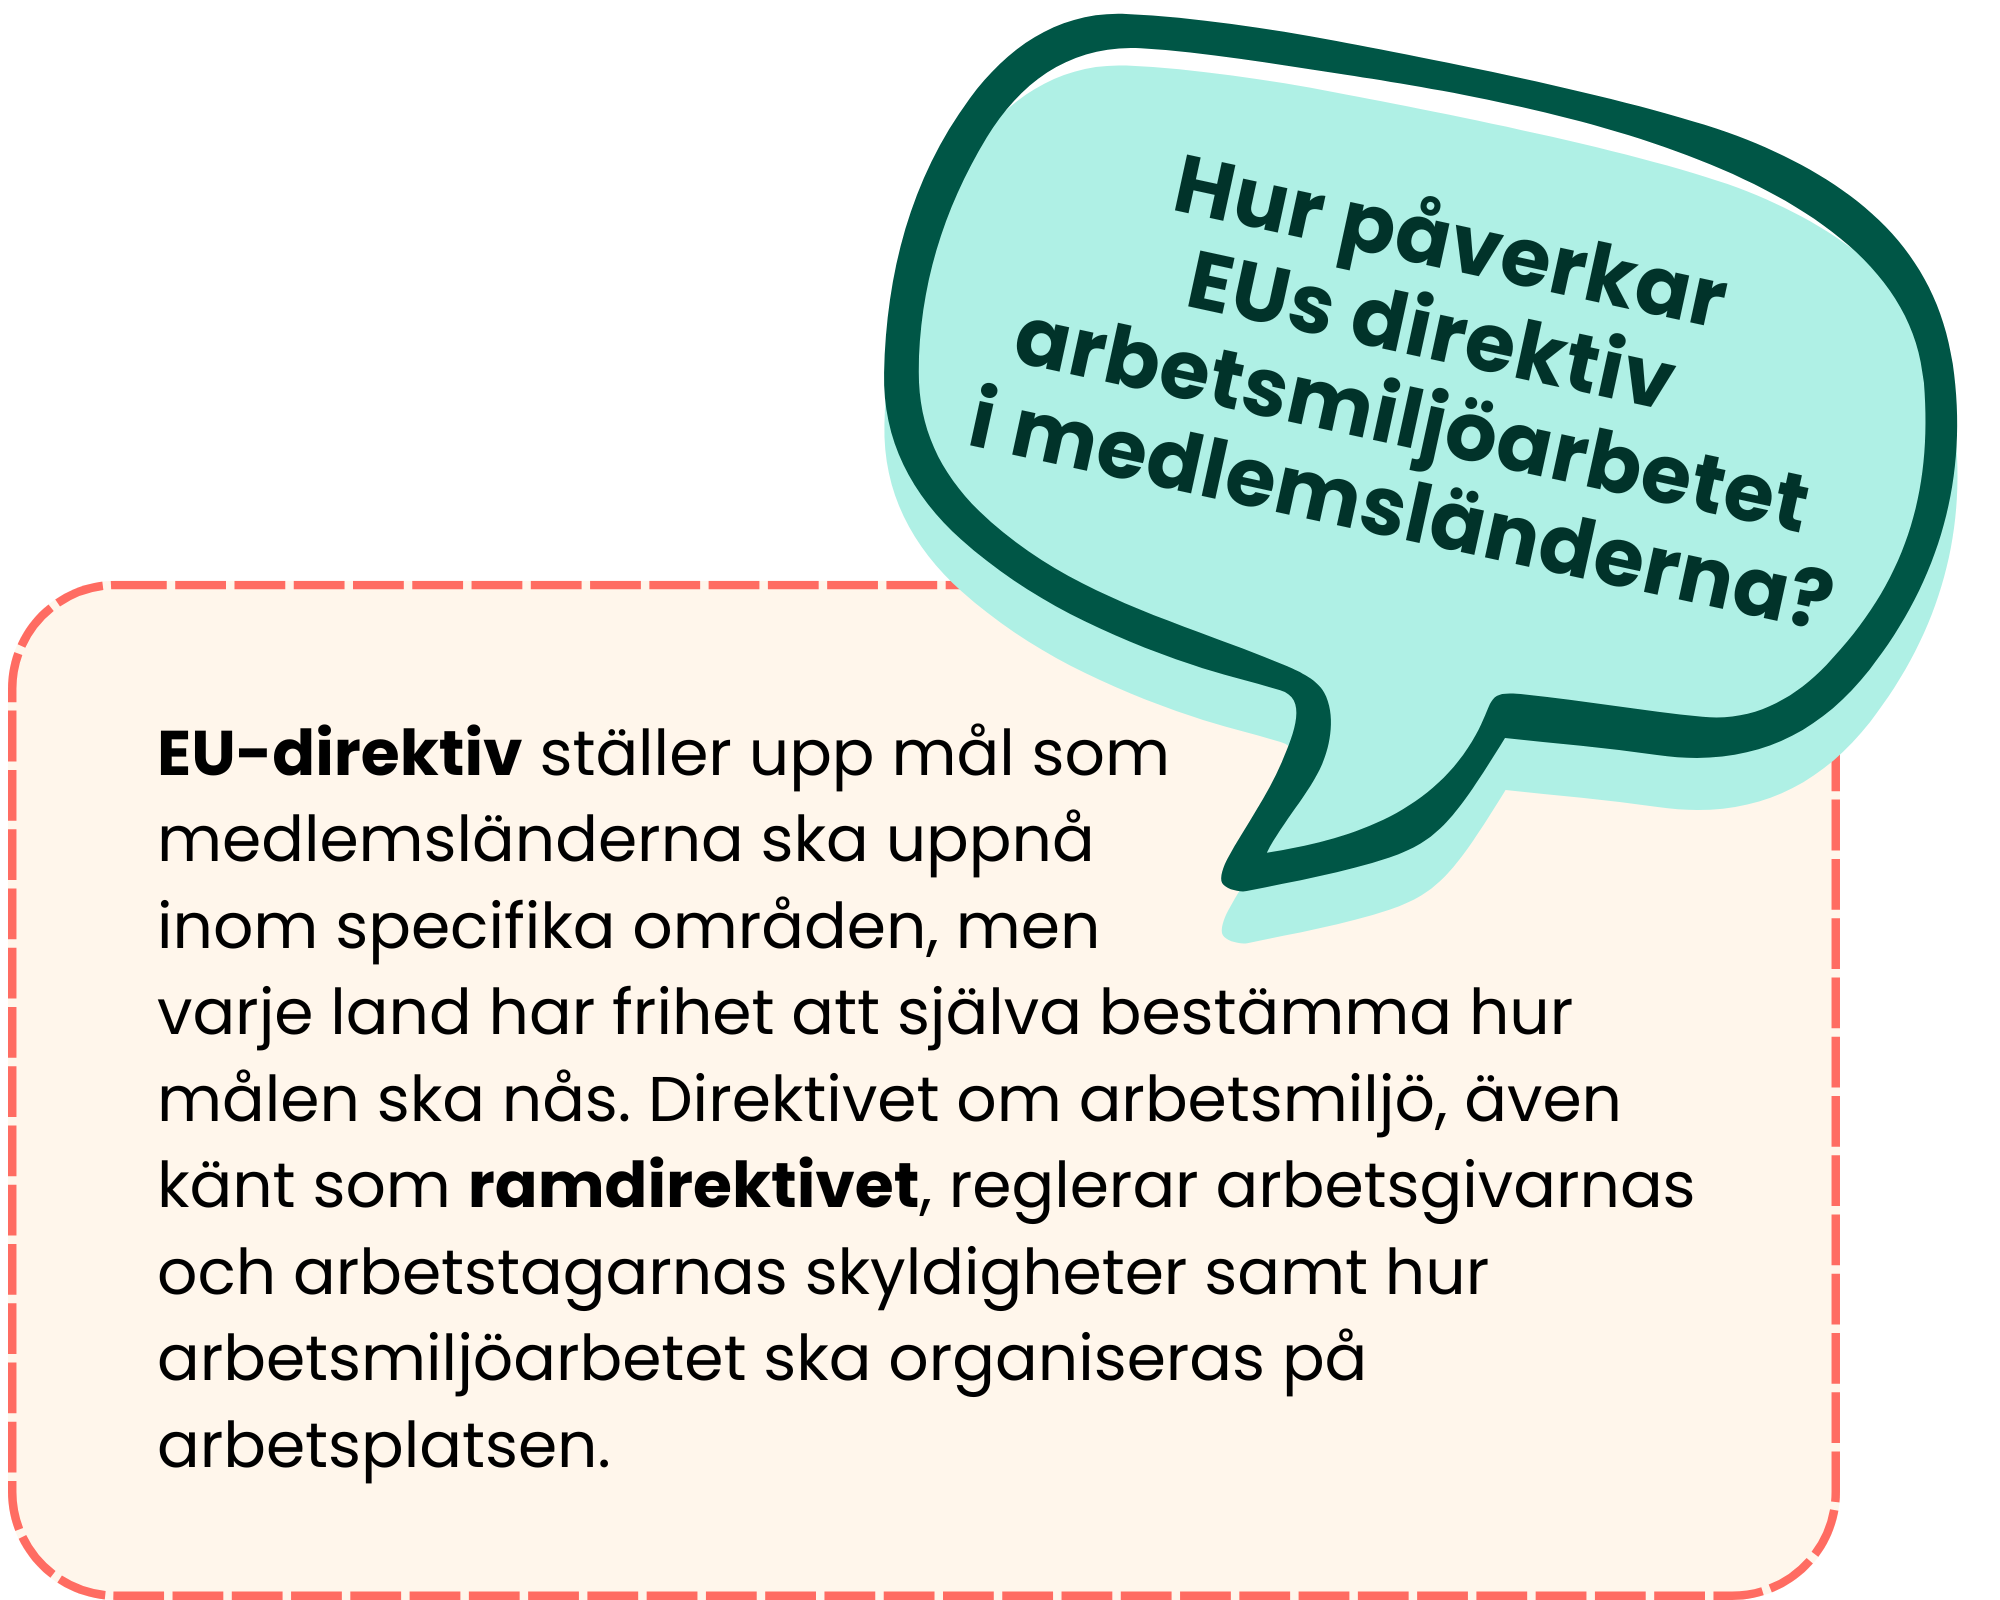 Hur påverkar
EUs direktiv
arbetsmiljöarbetet
i medlemsländerna?
EU-direktiv ställer upp mål som
medlemsländerna ska uppnå
inom specifika områden, men
varje land har frihet att själva bestämma hur
målen ska nås. Direktivet om arbetsmiljö, även
känt som ramdirektivet, reglerar arbetsgivarnas
och arbetstagarnas skyldigheter samt hur
arbetsmiljöarbetet ska organiseras på
arbetsplatsen.